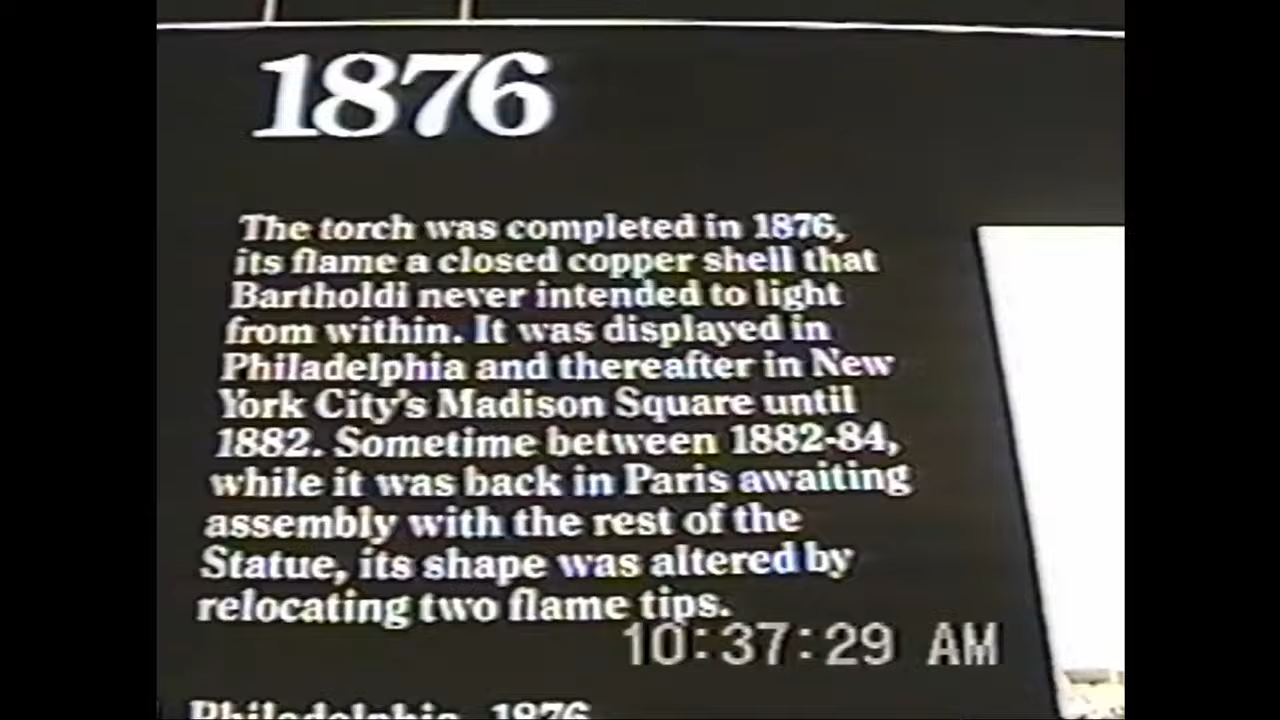 1876
The torch was completed in 1876,
its flame a closed copper shell that
Bartholdi never intended to light
from within. It was displayed in
Philadelphia and thereafter in New
York City's Madison Square until
1882. Sometime between 1882-84,
while it was back in Paris awaiting
assembly with the rest of the
Statue, its shape was altered by
relocating two flame tips.
10:37:29 AM
Philadelphia, 1876